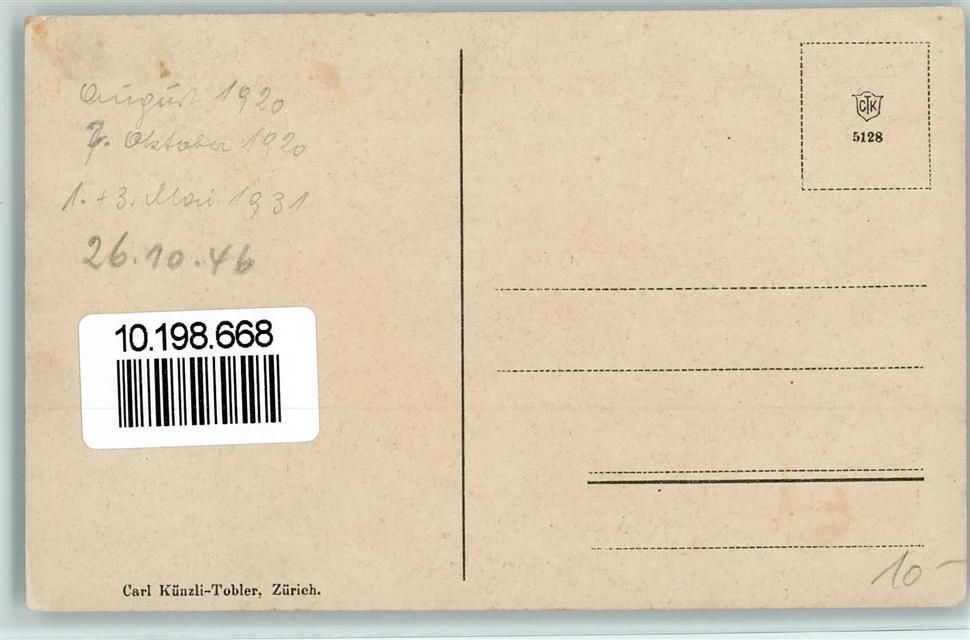 August 1920
7. Oktober 1920
1. + 3. Mai 1931
26.10.46
10.198.668
Carl Künzli-Tobler, Zürich.
CTK
5128
10-